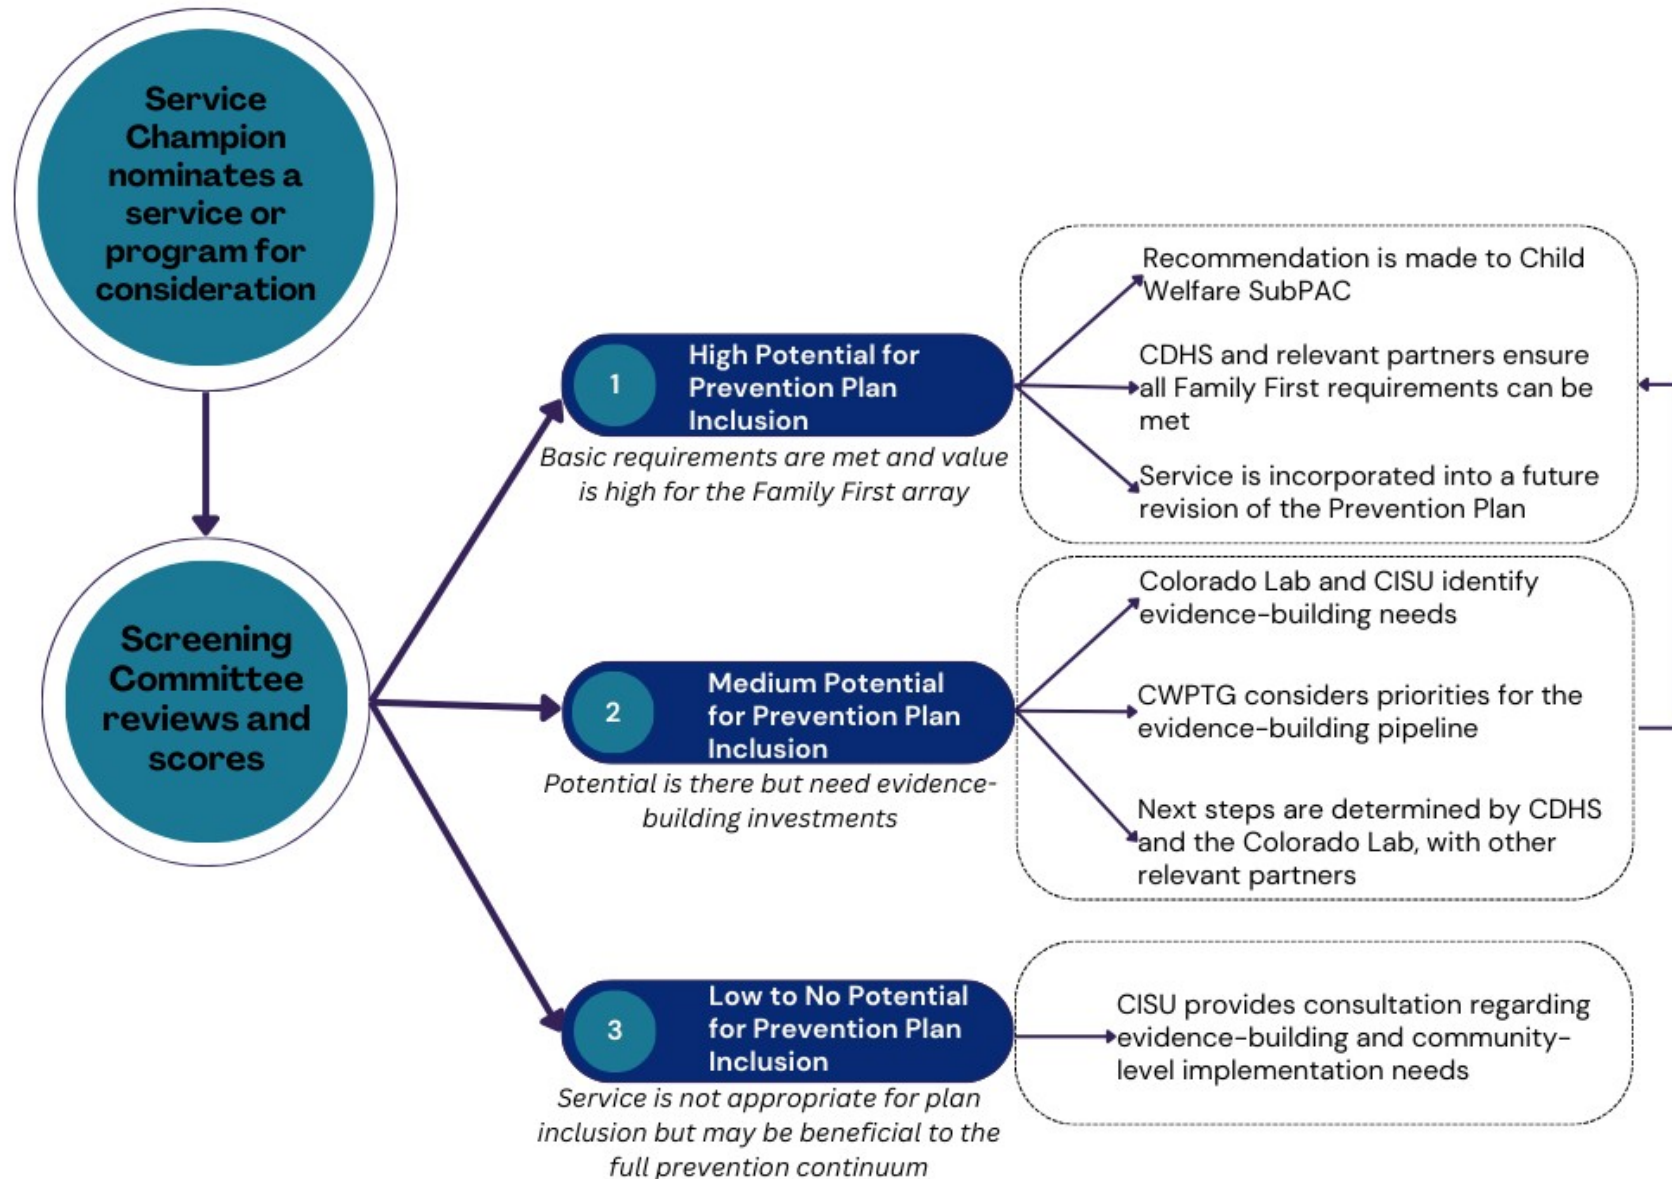 Service
Champion
nominates a
service or
program for
consideration
Screening
Committee
reviews and
scores
1
High Potential for
Prevention Plan
Inclusion
Basic requirements are met and value
is high for the Family First array
Recommendation is made to Child
Welfare SubPAC
CDHS and relevant partners ensure
all Family First requirements can be
met
Service is incorporated into a future
revision of the Prevention Plan
2
Medium Potential
for Prevention Plan
Inclusion
Potential is there but need evidence-
building investments
Colorado Lab and CISU identify
evidence-building needs
CWPTG considers priorities for the
evidence-building pipeline
Next steps are determined by CDHS
and the Colorado Lab, with other
relevant partners
3
Low to No Potential
for Prevention Plan
Inclusion
Service is not appropriate for plan
inclusion but may be beneficial to the
full prevention continuum
CISU provides consultation regarding
evidence-building and community-
level implementation needs